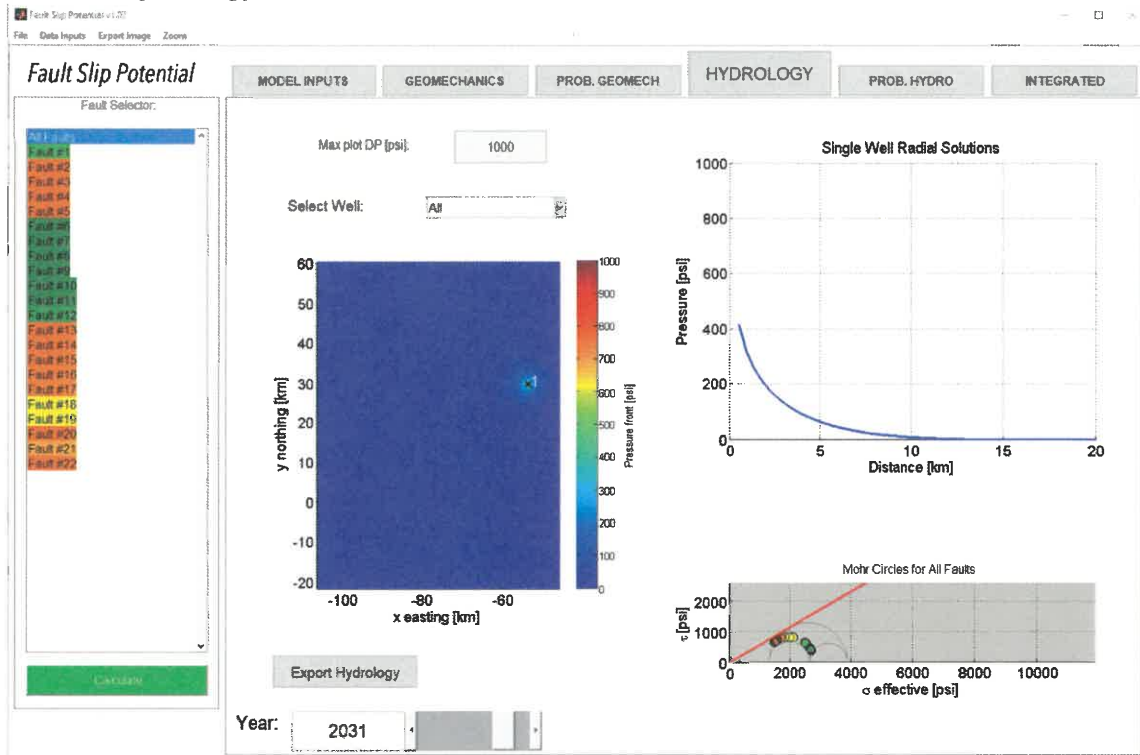 Fault Slip Potential v1.07
File Data Inputs Export Image Zoom
Fault Slip Potential
MODEL INPUTS
GEOMECHANICS
PROB. GEOMECH
HYDROLOGY
PROB. HYDRO
INTEGRATED
Fault Selector:
All Faults
Fault #1
Fault #2
Fault #3
Fault #4
Fault #5
Fault #6
Fault #7
Fault #8
Fault #9
Fault #10
Fault #11
Fault #12
Fault #13
Fault #14
Fault #15
Fault #16
Fault #17
Fault #18
Fault #19
Fault #20
Fault #21
Fault #22
Calculate
Max plot DP [psi]: 1000
Select Well: All
60
50
40
30
20
10
0
-10
-20
y northing [km]
-100 -80 -60
x easting [km]
1000
900
800
700
600
500
400
300
200
100
0
Pressure front [psi]
Export Hydrology
Year: 2031
Single Well Radial Solutions
1000
800
600
400
200
0
Pressure [psi]
0 5 10 15 20
Distance [km]
Mohr Circles for All Faults
2000
1000
0
τ [psi]
0 2000 4000 6000 8000 10000
σ effective [psi]